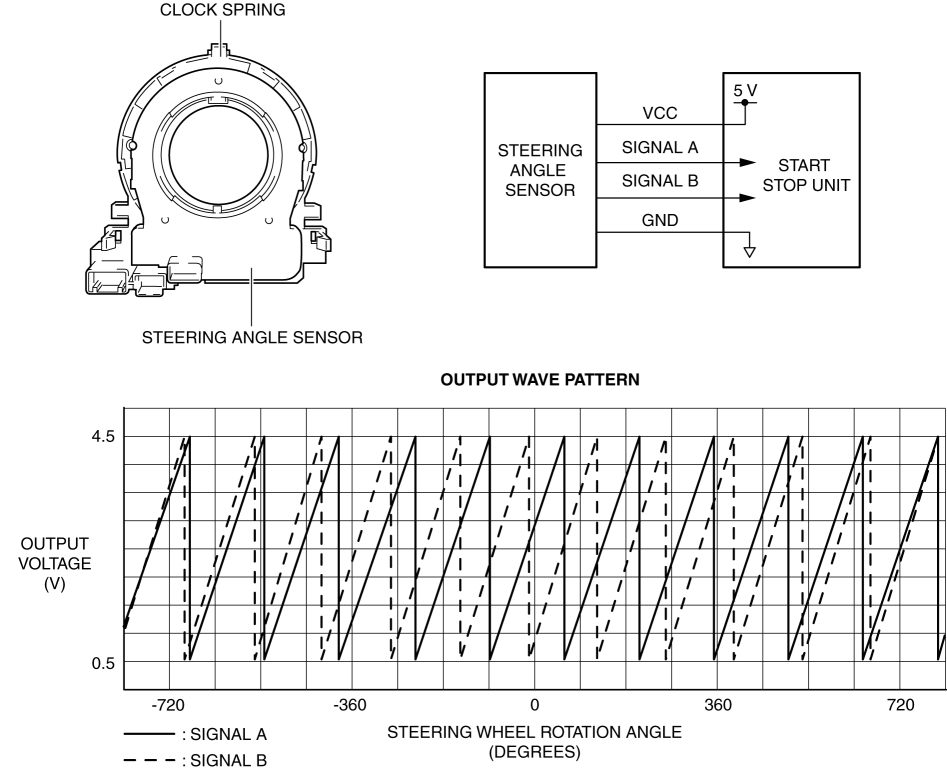 CLOCK SPRING
STEERING ANGLE SENSOR
STEERING
ANGLE
SENSOR
VCC
SIGNAL A
SIGNAL B
GND
5 V
START
STOP UNIT
OUTPUT WAVE PATTERN
4.5
OUTPUT
VOLTAGE
(V)
0.5
-720
-360
0
360
720
STEERING WHEEL ROTATION ANGLE
(DEGREES)
: SIGNAL A
: SIGNAL B